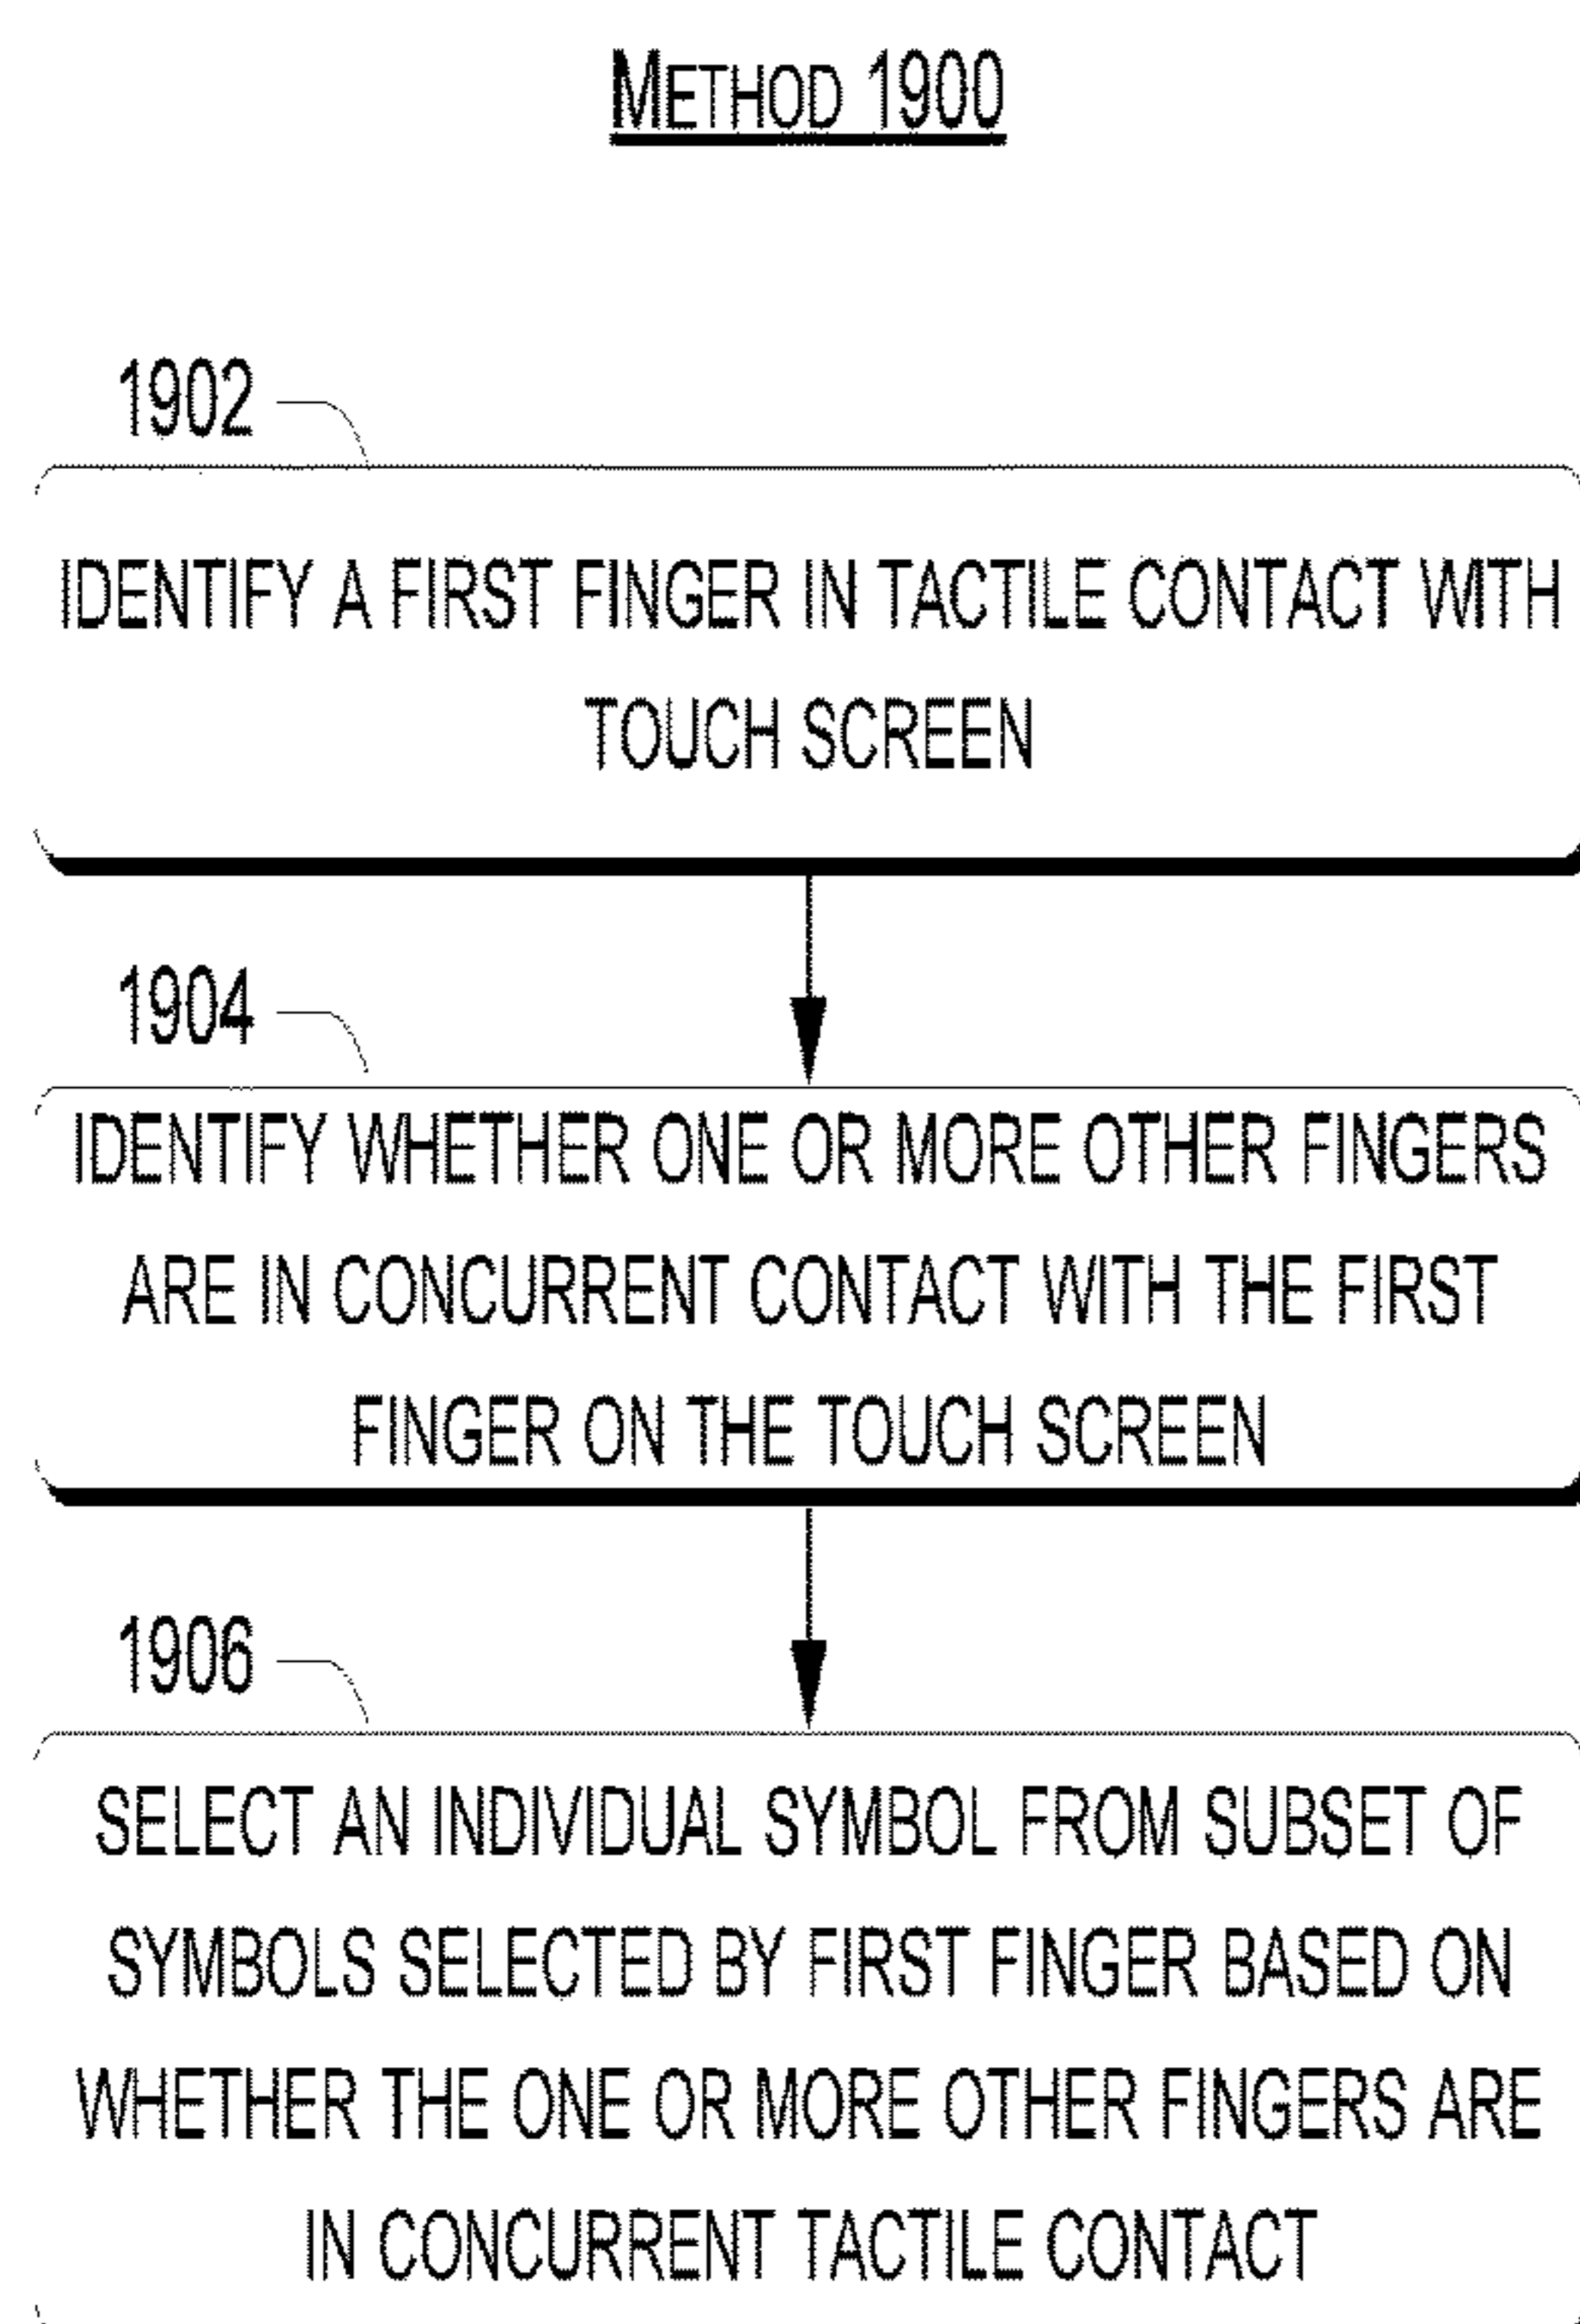 METHOD 1900
1902
IDENTIFY A FIRST FINGER IN TACTILE CONTACT WITH
TOUCH SCREEN
1904
IDENTIFY WHETHER ONE OR MORE OTHER FINGERS
ARE IN CONCURRENT CONTACT WITH THE FIRST
FINGER ON THE TOUCH SCREEN
1906
SELECT AN INDIVIDUAL SYMBOL FROM SUBSET OF
SYMBOLS SELECTED BY FIRST FINGER BASED ON
WHETHER THE ONE OR MORE OTHER FINGERS ARE
IN CONCURRENT TACTILE CONTACT